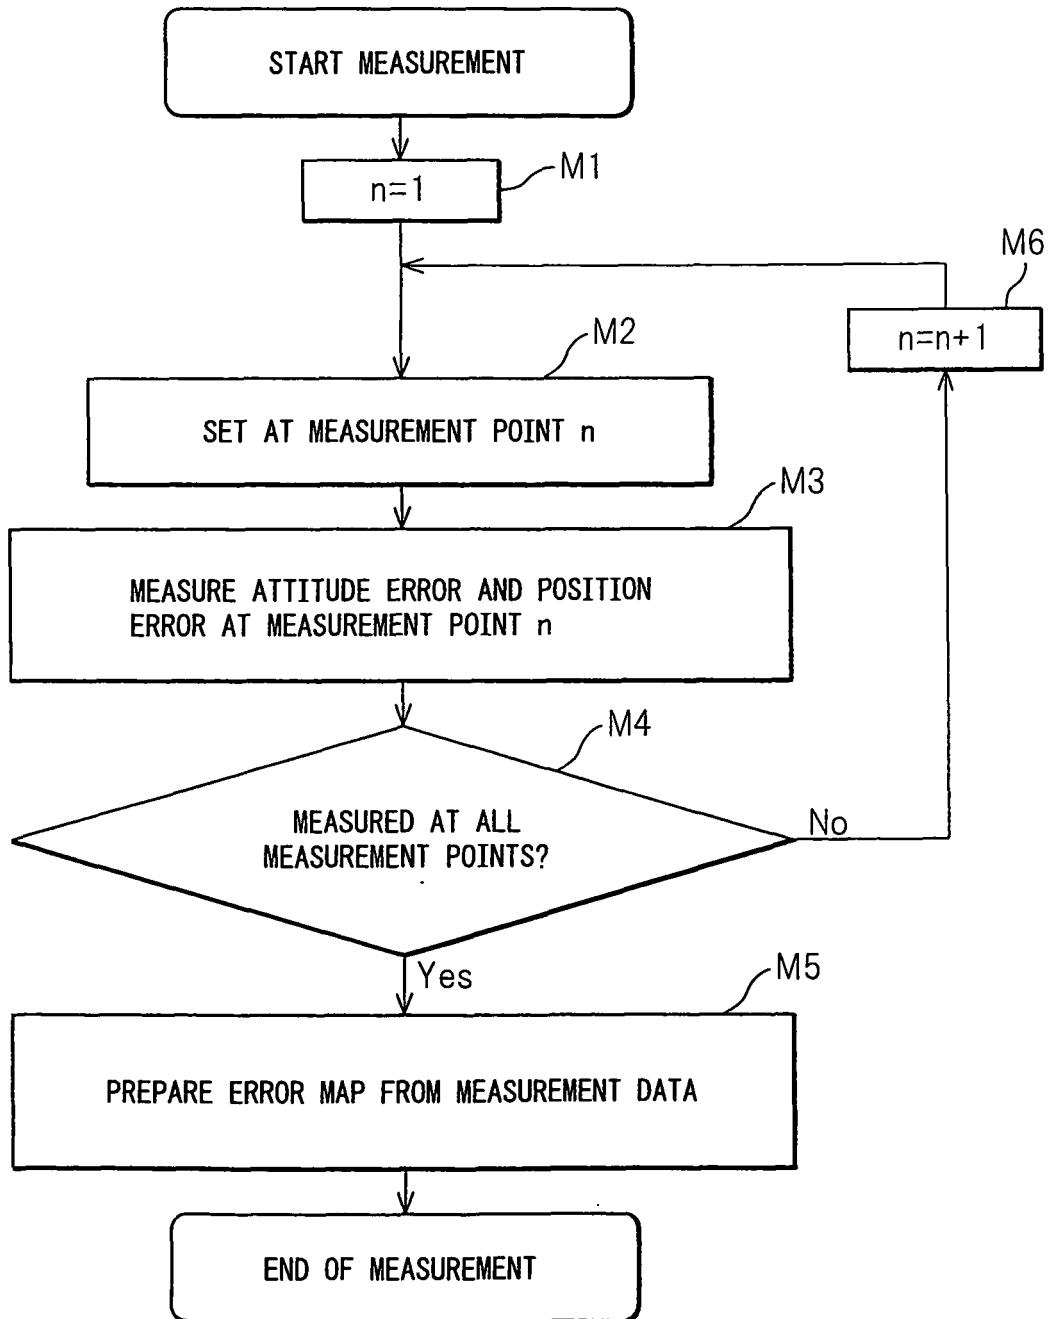 START MEASUREMENT
n=1
M1
M6
n=n+1
M2
SET AT MEASUREMENT POINT n
M3
MEASURE ATTITUDE ERROR AND POSITION
ERROR AT MEASUREMENT POINT n
M4
MEASURED AT ALL
MEASUREMENT POINTS?
No
Yes
M5
PREPARE ERROR MAP FROM MEASUREMENT DATA
END OF MEASUREMENT